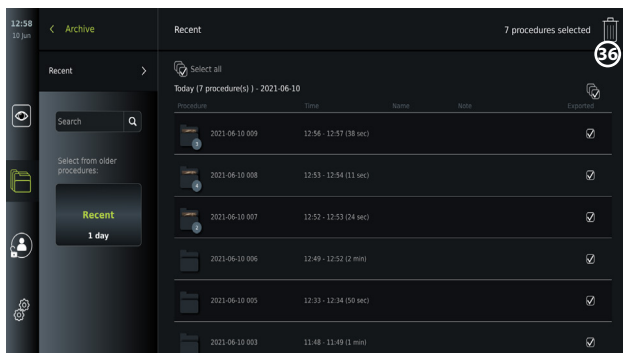 12:58
10 Jun
Archive
Recent
7 procedures selected
36
Recent
Select all
Today (7 procedure(s) ) - 2021-06-10
Procedure Time Name Note Exported
Search
Select from older
procedures:
Recent
1 day
2021-06-10 009 12:56 - 12:57 (38 sec)
3
2021-06-10 008 12:53 - 12:54 (11 sec)
4
2021-06-10 007 12:52 - 12:53 (24 sec)
2
2021-06-10 006 12:49 - 12:52 (2 min)
2021-06-10 005 12:33 - 12:34 (50 sec)
2021-06-10 003 11:48 - 11:49 (1 min)